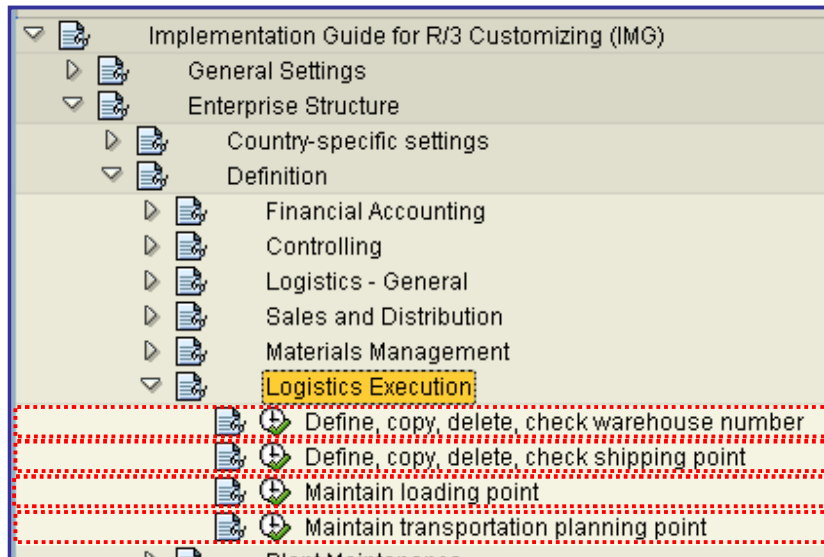 Implementation Guide for R/3 Customizing (IMG)
General Settings
Enterprise Structure
Country-specific settings
Definition
Financial Accounting
Controlling
Logistics - General
Sales and Distribution
Materials Management
Logistics Execution
Define, copy, delete, check warehouse number
Define, copy, delete, check shipping point
Maintain loading point
Maintain transportation planning point
Plant Maintenance